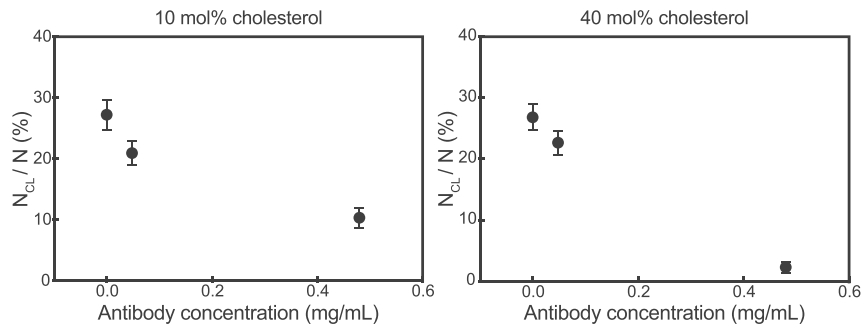 10 mol% cholesterol
40
30
20
10
0
N_CL / N (%)
0.0 0.2 0.4 0.6
Antibody concentration (mg/mL)
40 mol% cholesterol
40
30
20
10
0
N_CL / N (%)
0.0 0.2 0.4 0.6
Antibody concentration (mg/mL)